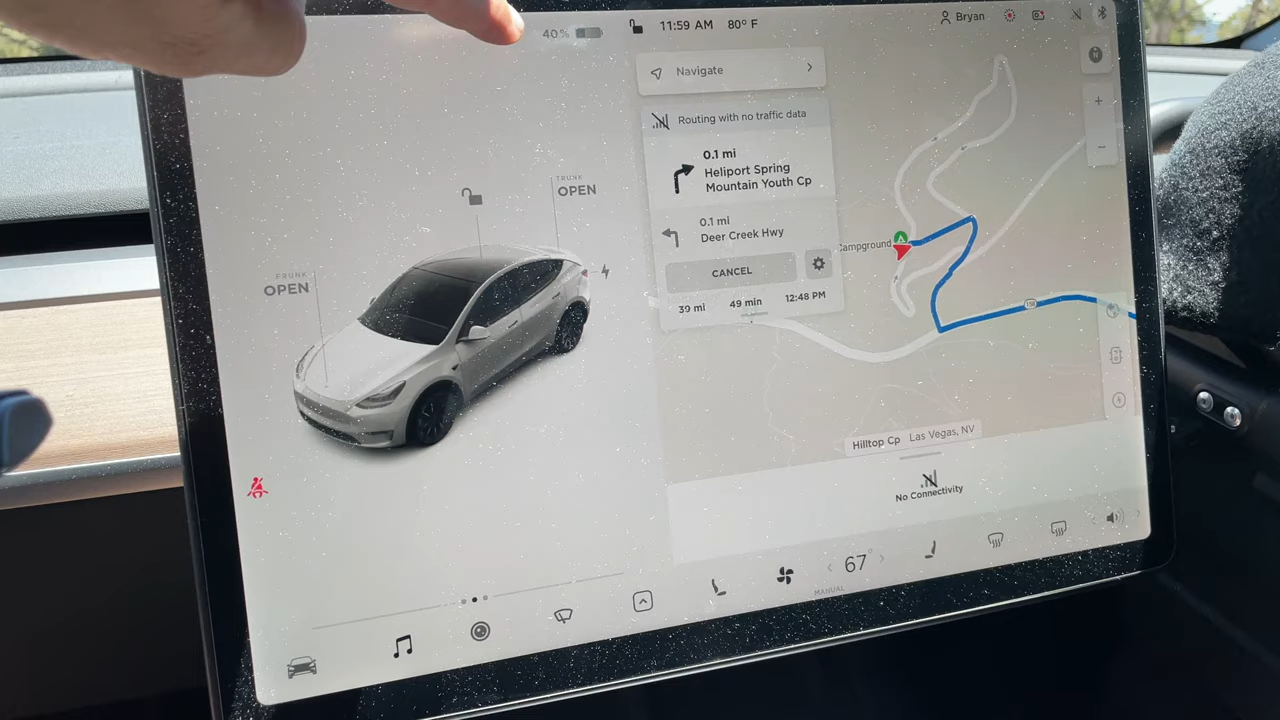 40%
11:59 AM
80° F
Bryan
Navigate
Routing with no traffic data
0.1 mi
Heliport Spring
Mountain Youth Cp
0.1 mi
Deer Creek Hwy
CANCEL
39 mi
49 min
12:48 PM
Campground
158
Hilltop Cp Las Vegas, NV
No Connectivity
TRUNK
OPEN
FRUNK
OPEN
67°
MANUAL